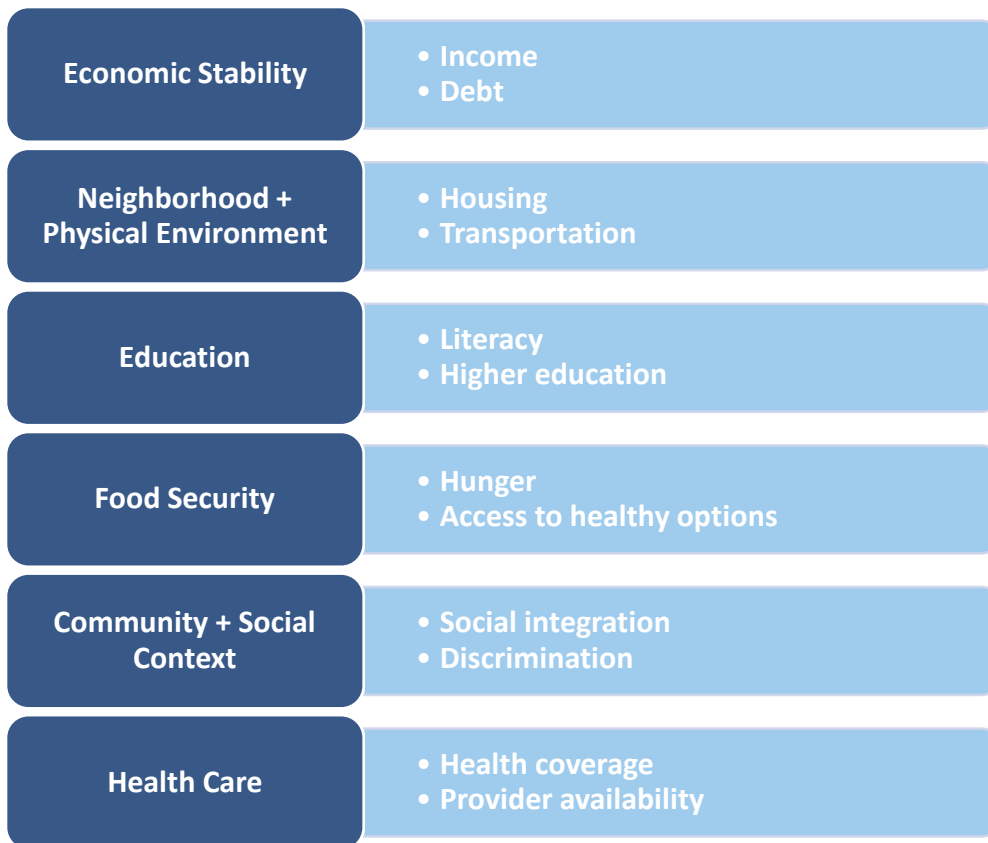 Economic Stability
• Income
• Debt
Neighborhood +
Physical Environment
• Housing
• Transportation
Education
• Literacy
• Higher education
Food Security
• Hunger
• Access to healthy options
Community + Social
Context
• Social integration
• Discrimination
Health Care
• Health coverage
• Provider availability